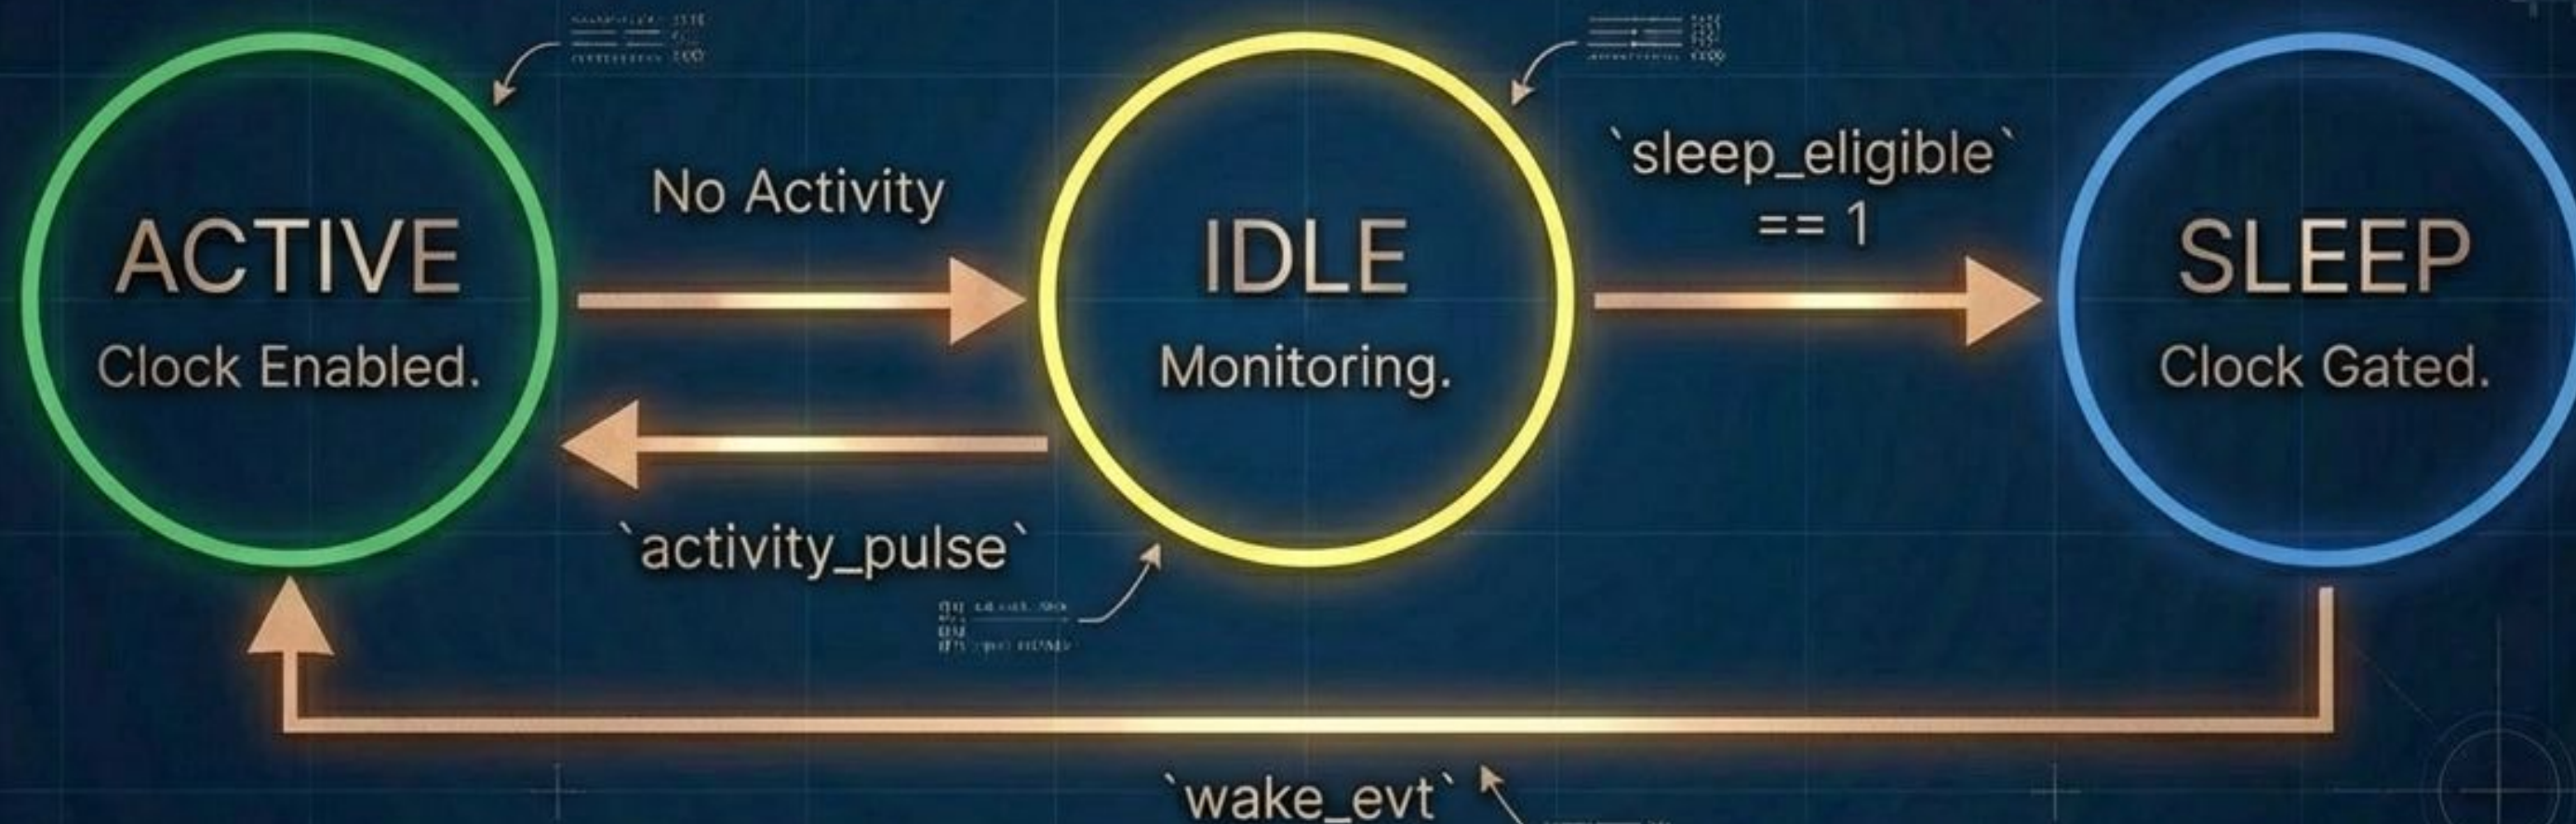 ACTIVE
Clock Enabled.
No Activity
`activity_pulse`
IDLE
Monitoring.
`sleep_eligible`
== 1
SLEEP
Clock Gated.
`wake_evt`